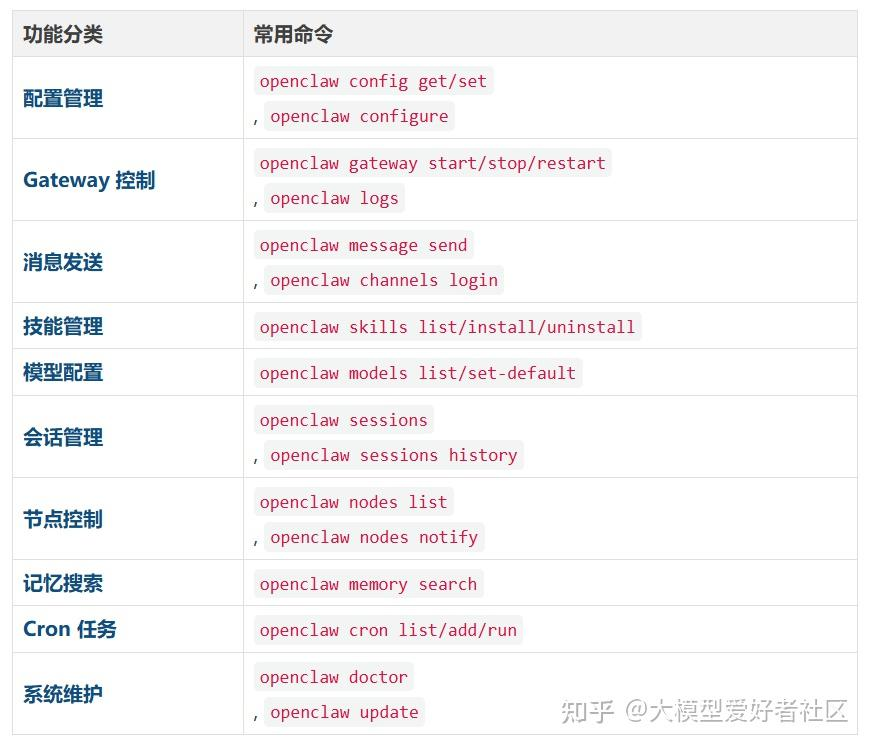 功能分类 常用命令
配置管理 openclaw config get/set
, openclaw configure
Gateway 控制 openclaw gateway start/stop/restart
, openclaw logs
消息发送 openclaw message send
, openclaw channels login
技能管理 openclaw skills list/install/uninstall
模型配置 openclaw models list/set-default
会话管理 openclaw sessions
, openclaw sessions history
节点控制 openclaw nodes list
, openclaw nodes notify
记忆搜索 openclaw memory search
Cron 任务 openclaw cron list/add/run
系统维护 openclaw doctor
, openclaw update
知乎 @大模型爱好者社区